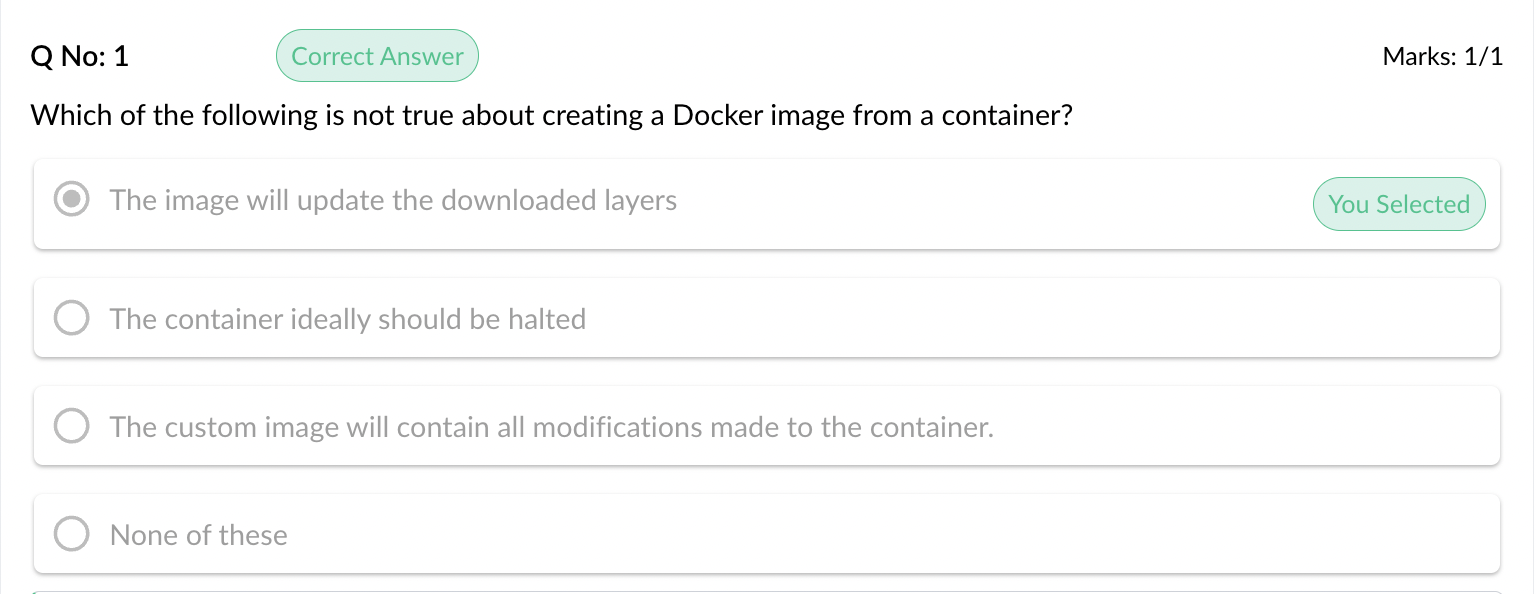 Q No: 1 Correct Answer Marks: 1/1
Which of the following is not true about creating a Docker image from a container?
The image will update the downloaded layers You Selected
The container ideally should be halted
The custom image will contain all modifications made to the container.
None of these